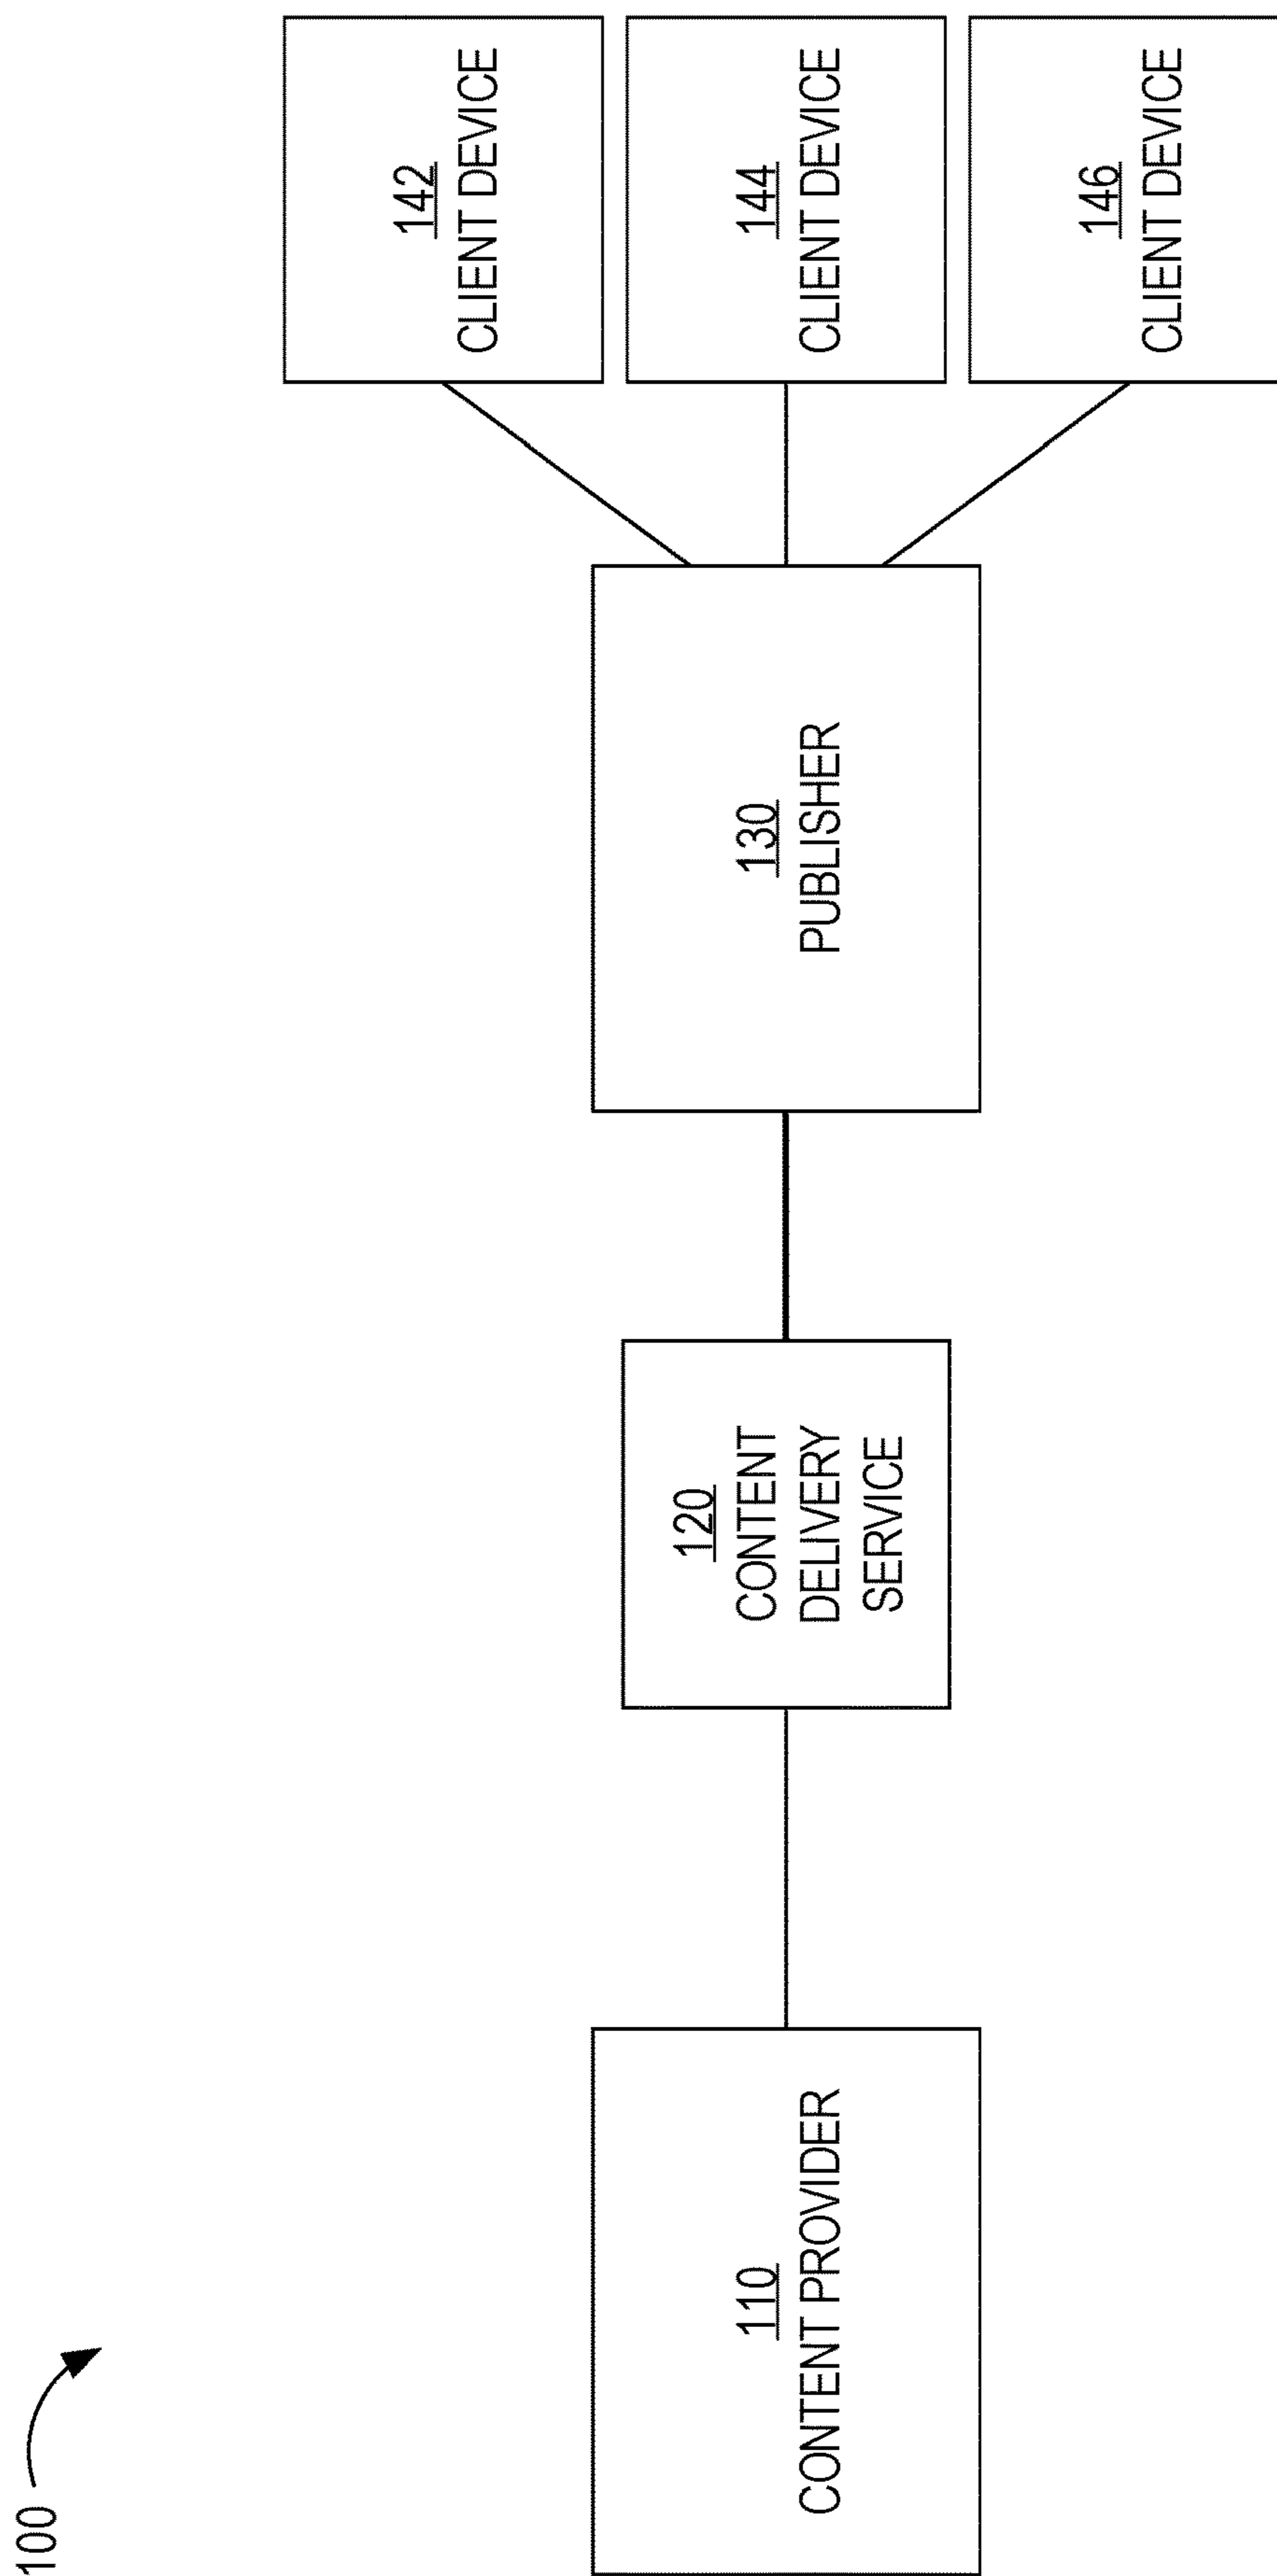 100
110
CONTENT PROVIDER
120
CONTENT
DELIVERY
SERVICE
130
PUBLISHER
142
CLIENT DEVICE
144
CLIENT DEVICE
146
CLIENT DEVICE